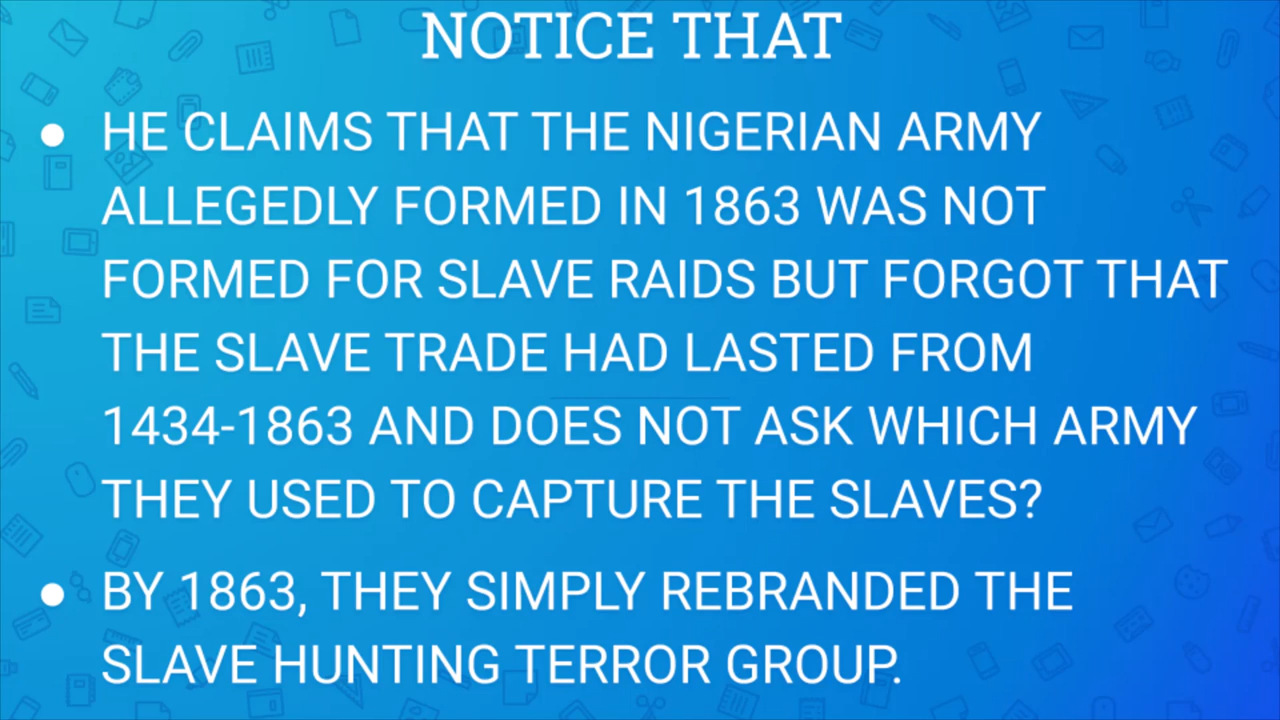 NOTICE THAT
● HE CLAIMS THAT THE NIGERIAN ARMY
ALLEGEDLY FORMED IN 1863 WAS NOT
FORMED FOR SLAVE RAIDS BUT FORGOT THAT
THE SLAVE TRADE HAD LASTED FROM
1434-1863 AND DOES NOT ASK WHICH ARMY
THEY USED TO CAPTURE THE SLAVES?
● BY 1863, THEY SIMPLY REBRANDED THE
SLAVE HUNTING TERROR GROUP.